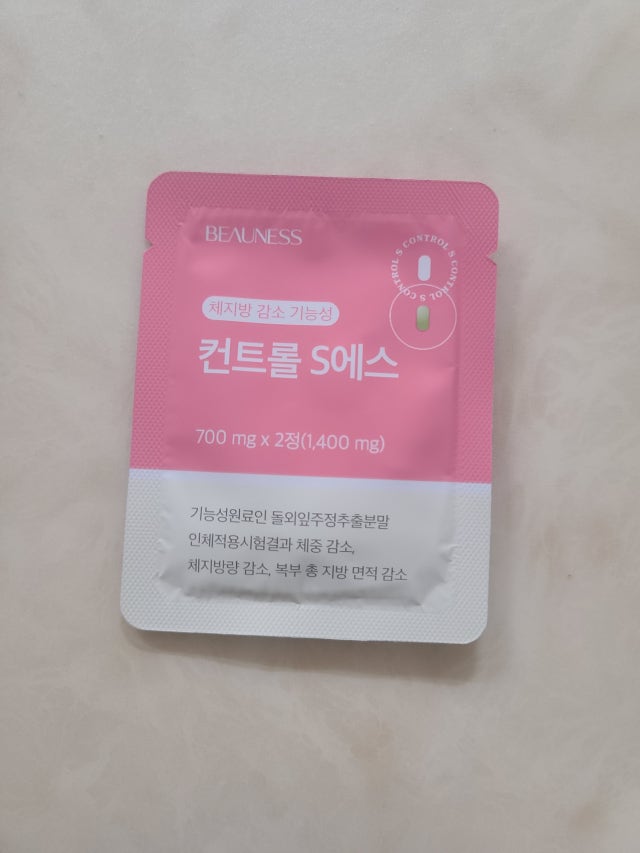 BEAUNESS
CONTROL S CONTROL S CONTROL S
체지방 감소 기능성
컨트롤 S에스
700 mg x 2정(1,400 mg)
기능성원료인 돌외잎주정추출분말
인체적용시험결과 체중 감소,
체지방량 감소, 복부 총 지방 면적 감소